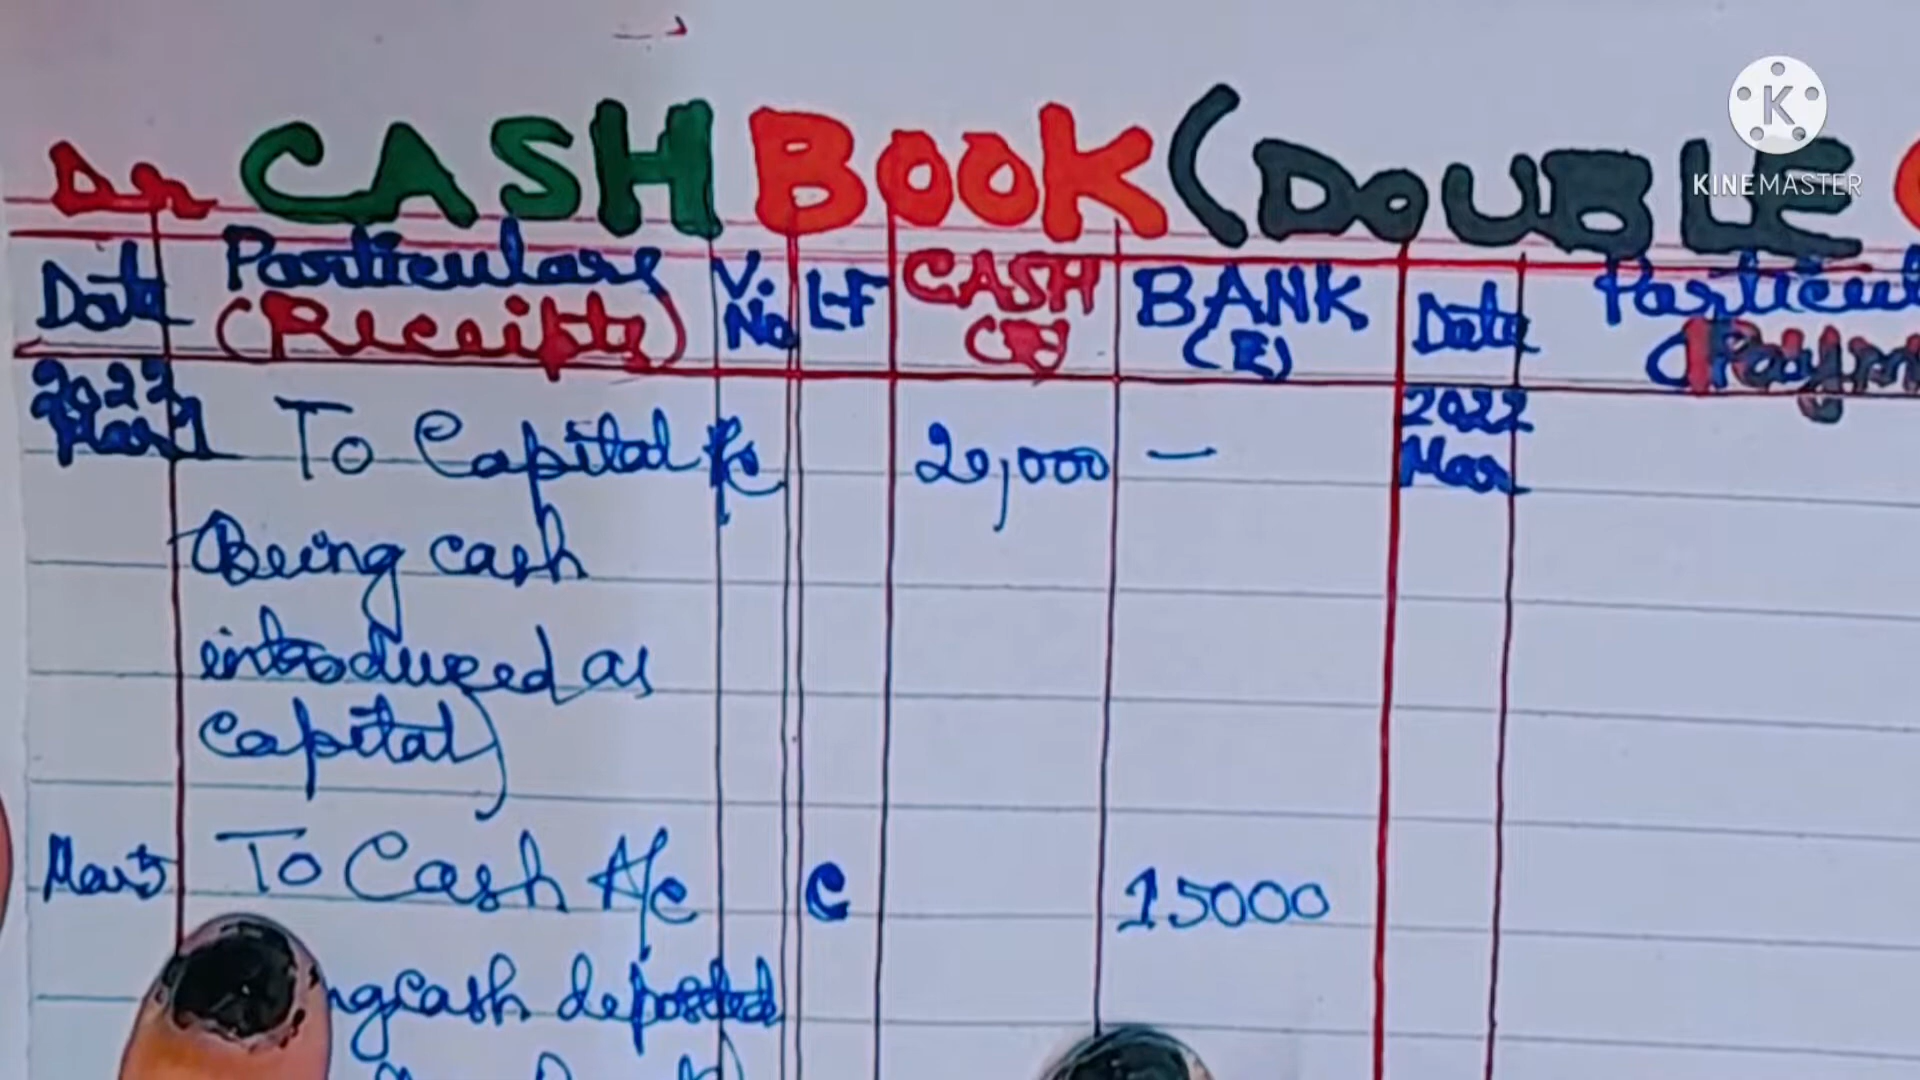 KINEMASTER
Dr CASH BOOK (DOUBLE
Date Particulars V. No L.F CASH BANK Date
(Receipts) (₹) (₹)
2022 2022
Mar 1 To Capital A/c 20,000 — Mar
(Being cash
introduced as
capital)
Mar 5 To Cash A/c C 15000
cash deposited